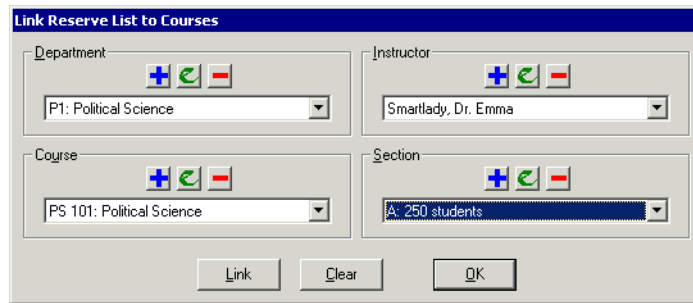 Link Reserve List to Courses
Department
Instructor
P1: Political Science
Smartlady, Dr. Emma
Course
Section
PS 101: Political Science
A: 250 students
Link
Clear
OK